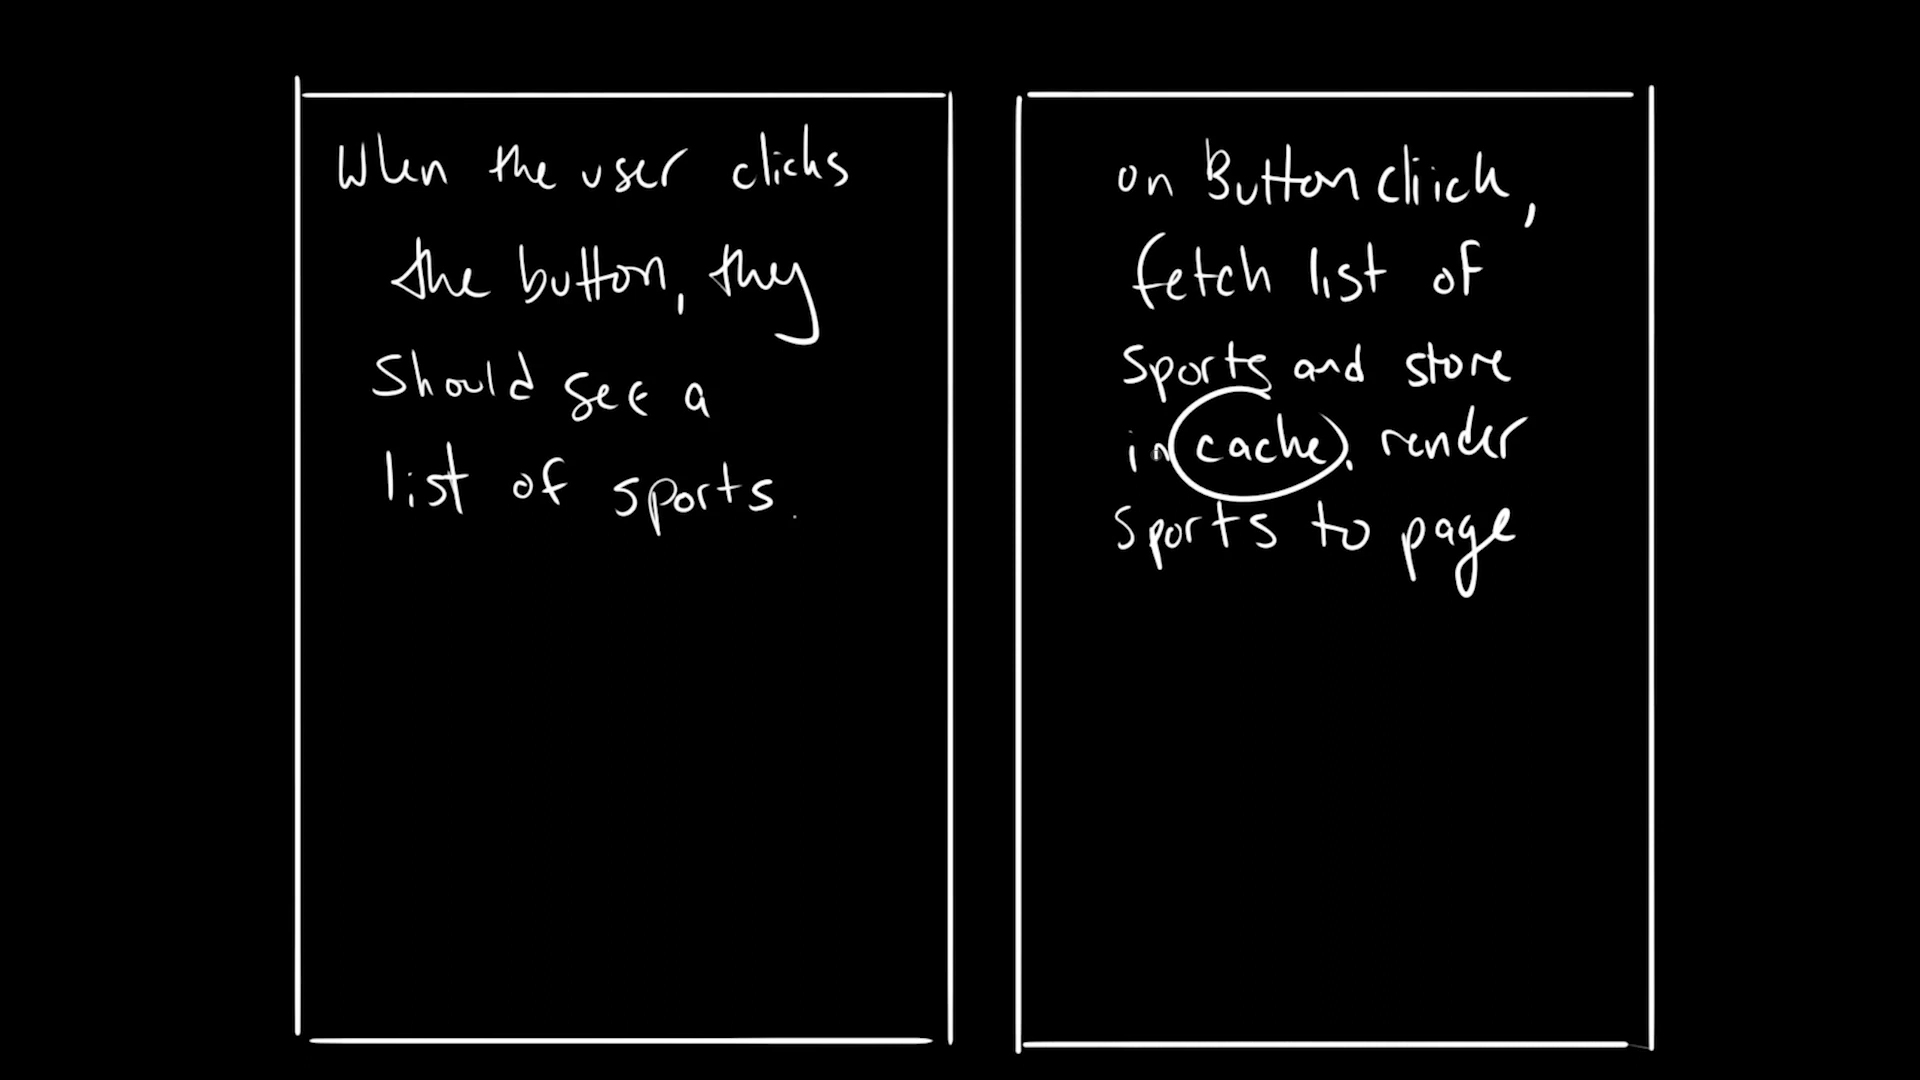 When the user clicks
the button, they
should see a
list of sports.
on Button cliick,
fetch list of
sports and store
in cache. render
sports to page